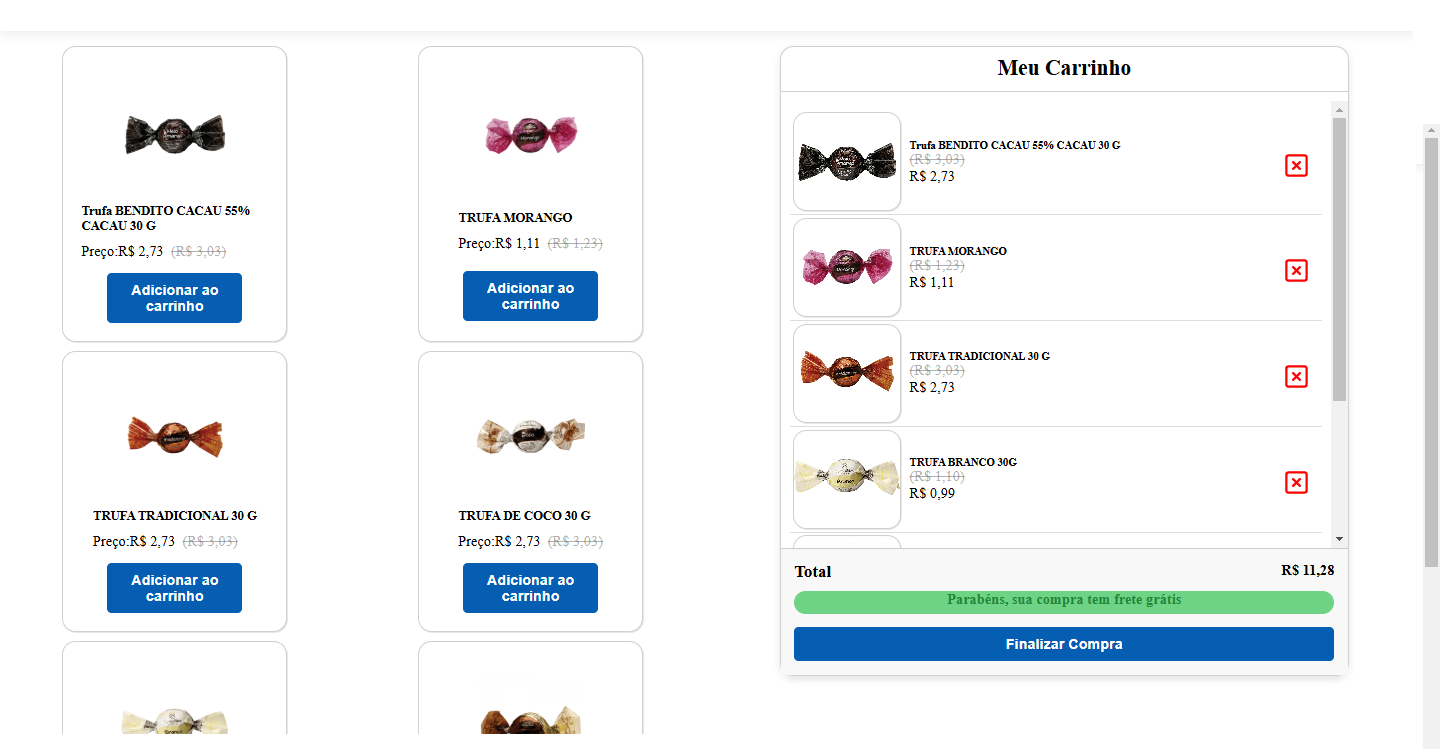 Trufa BENDITO CACAU 55%
CACAU 30 G
Preço:R$ 2,73 (R$ 3,03)
Adicionar ao
carrinho
TRUFA MORANGO
Preço:R$ 1,11 (R$ 1,23)
Adicionar ao
carrinho
TRUFA TRADICIONAL 30 G
Preço:R$ 2,73 (R$ 3,03)
Adicionar ao
carrinho
TRUFA DE COCO 30 G
Preço:R$ 2,73 (R$ 3,03)
Adicionar ao
carrinho
Meu Carrinho
Trufa BENDITO CACAU 55% CACAU 30 G
(R$ 3,03)
R$ 2,73
TRUFA MORANGO
(R$ 1,23)
R$ 1,11
TRUFA TRADICIONAL 30 G
(R$ 3,03)
R$ 2,73
TRUFA BRANCO 30G
(R$ 1,10)
R$ 0,99
Total R$ 11,28
Parabéns, sua compra tem frete grátis
Finalizar Compra